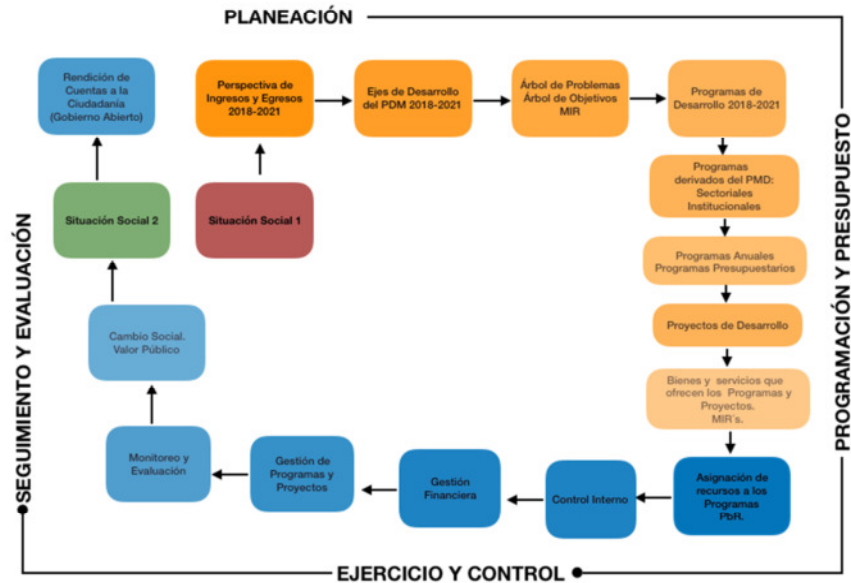 PLANEACIÓN
Rendición de
Cuentas a la
Ciudadanía
(Gobierno Abierto)
Perspectiva de
Ingresos y Egresos
2018-2021
Ejes de Desarrollo
del PDM 2018-2021
Árbol de Problemas
Árbol de Objetivos
MIR
Programas de
Desarrollo 2018-2021
Situación Social 2
Situación Social 1
Programas
derivados del PMD:
Sectoriales
Institucionales
Programas Anuales
Programas Presupuestarios
Proyectos de Desarrollo
Bienes y servicios que
ofrecen los Programas y
Proyectos.
MIR´s.
Asignación de
recursos a los
Programas
PbR.
Control Interno
Gestión
Financiera
Gestión de
Programas y
Proyectos
Monitoreo y
Evaluación
Cambio Social.
Valor Público
PROGRAMACIÓN Y PRESUPUESTO
EJERCICIO Y CONTROL
SEGUIMIENTO Y EVALUACIÓN